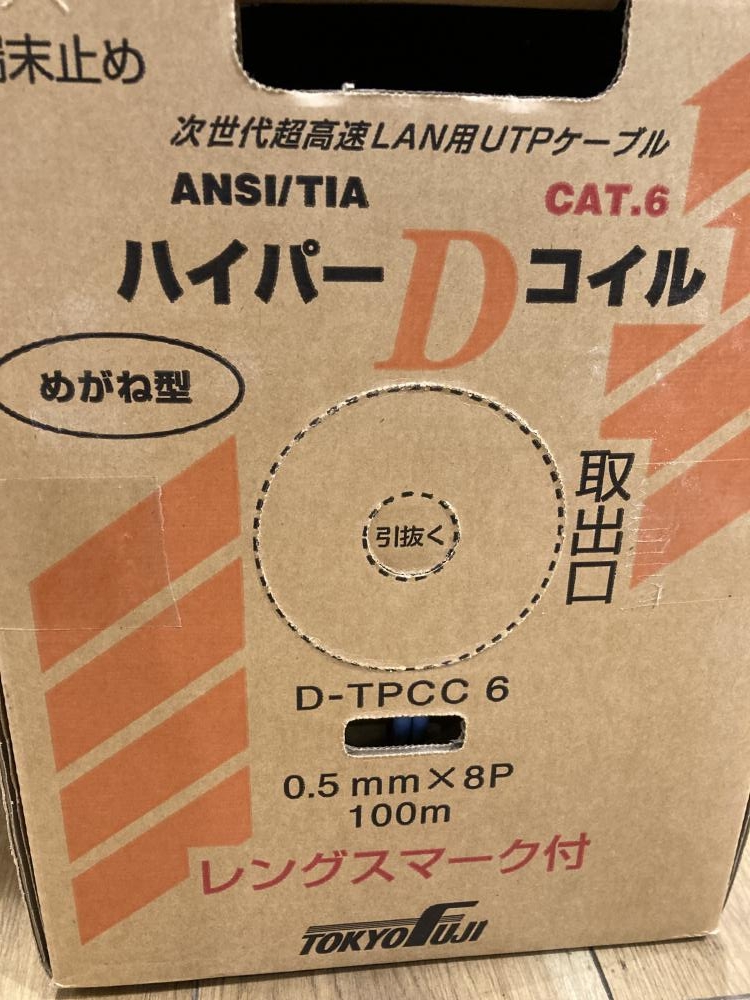 末止め
次世代超高速LAN用UTPケーブル
ANSI/TIA
CAT.6
ハイパーDコイル
めがね型
引抜く
取出口
D-TPCC 6
0.5mm×8P
100m
レングスマーク付
TOKYO FUJI